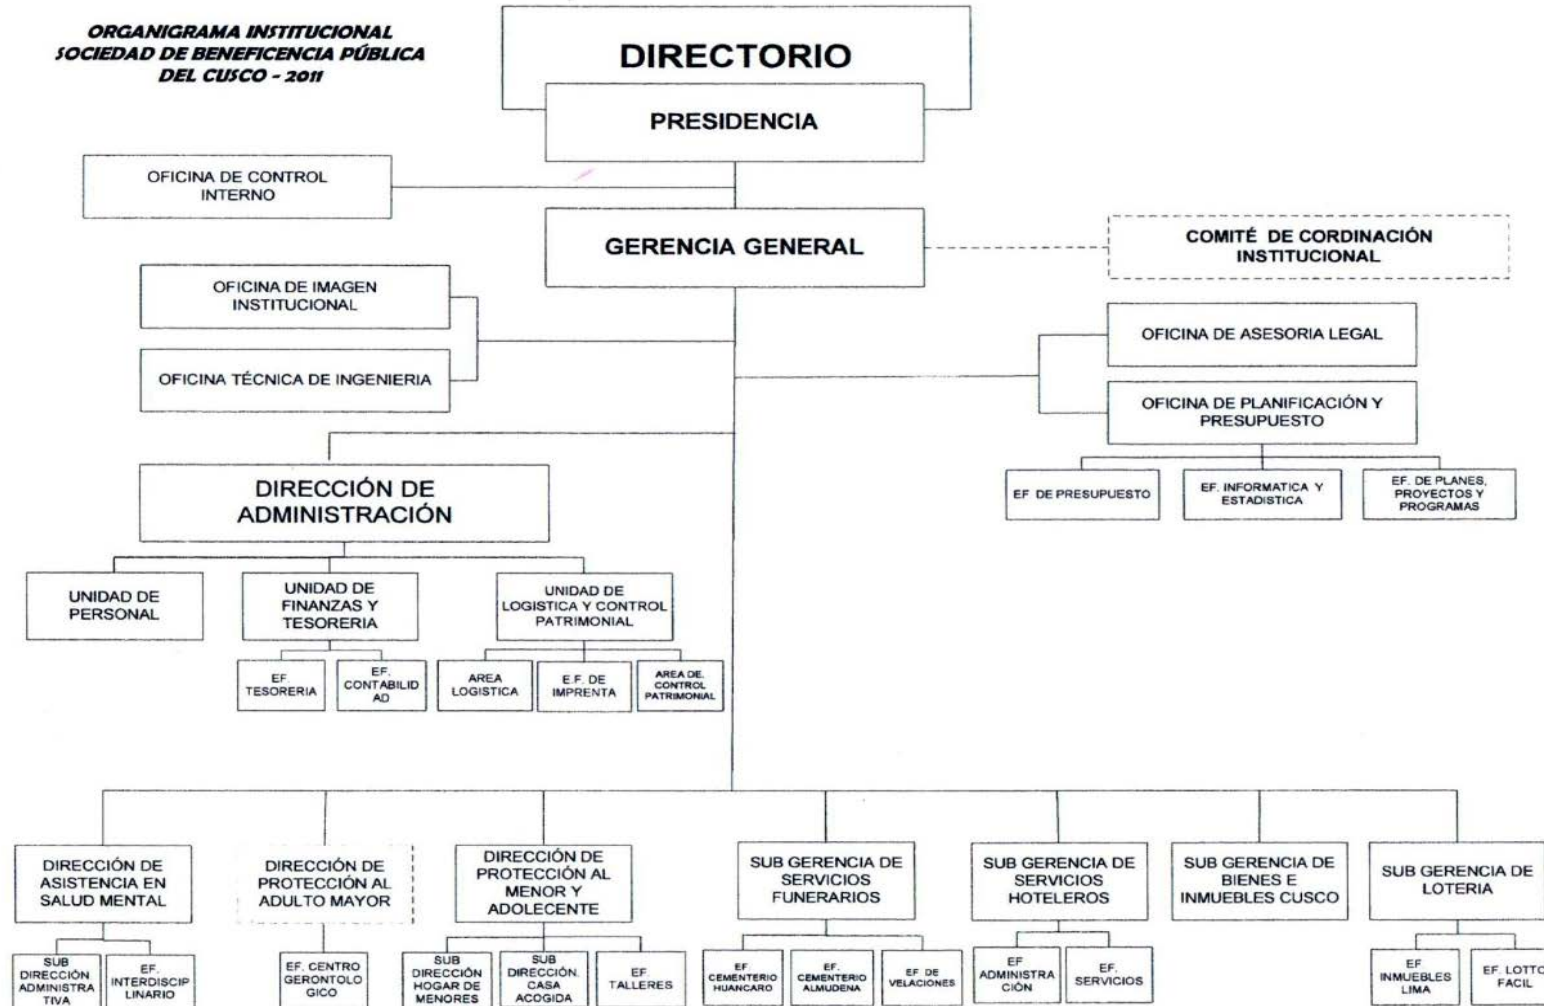 ORGANIGRAMA INSTITUCIONAL
SOCIEDAD DE BENEFICENCIA PÚBLICA
DEL CUSCO - 2011
DIRECTORIO
PRESIDENCIA
OFICINA DE CONTROL
INTERNO
GERENCIA GENERAL
COMITÉ DE CORDINACIÓN
INSTITUCIONAL
OFICINA DE IMAGEN
INSTITUCIONAL
OFICINA TÉCNICA DE INGENIERIA
OFICINA DE ASESORIA LEGAL
OFICINA DE PLANIFICACIÓN Y
PRESUPUESTO
EF DE PRESUPUESTO
EF. INFORMATICA Y
ESTADISTICA
EF. DE PLANES,
PROYECTOS Y
PROGRAMAS
DIRECCIÓN DE
ADMINISTRACIÓN
UNIDAD DE
PERSONAL
UNIDAD DE
FINANZAS Y
TESORERIA
UNIDAD DE
LOGISTICA Y CONTROL
PATRIMONIAL
EF.
TESORERIA
EF.
CONTABILID
AD
AREA
LOGISTICA
E.F. DE
IMPRENTA
AREA DE.
CONTROL
PATRIMONIAL
DIRECCIÓN DE
ASISTENCIA EN
SALUD MENTAL
DIRECCIÓN DE
PROTECCIÓN AL
ADULTO MAYOR
DIRECCIÓN DE
PROTECCIÓN AL
MENOR Y
ADOLECENTE
SUB GERENCIA DE
SERVICIOS
FUNERARIOS
SUB GERENCIA DE
SERVICIOS
HOTELEROS
SUB GERENCIA DE
BIENES E
INMUEBLES CUSCO
SUB GERENCIA DE
LOTERIA
SUB
DIRECCIÓN.
ADMINISTRA
TIVA
EF.
INTERDISCIP
LINARIO
EF. CENTRO
GERONTOLO
GICO
SUB
DIRECCIÓN
HOGAR DE
MENORES
SUB
DIRECCIÓN.
CASA
ACOGIDA
EF.
TALLERES
EF
CEMENTERIO
HUANCARO
EF.
CEMENTERIO
ALMUDENA
EF DE
VELACIONES
EF
ADMINISTRA
CIÓN
EF.
SERVICIOS
EF
INMUEBLES
LIMA
EF. LOTTO
FACIL